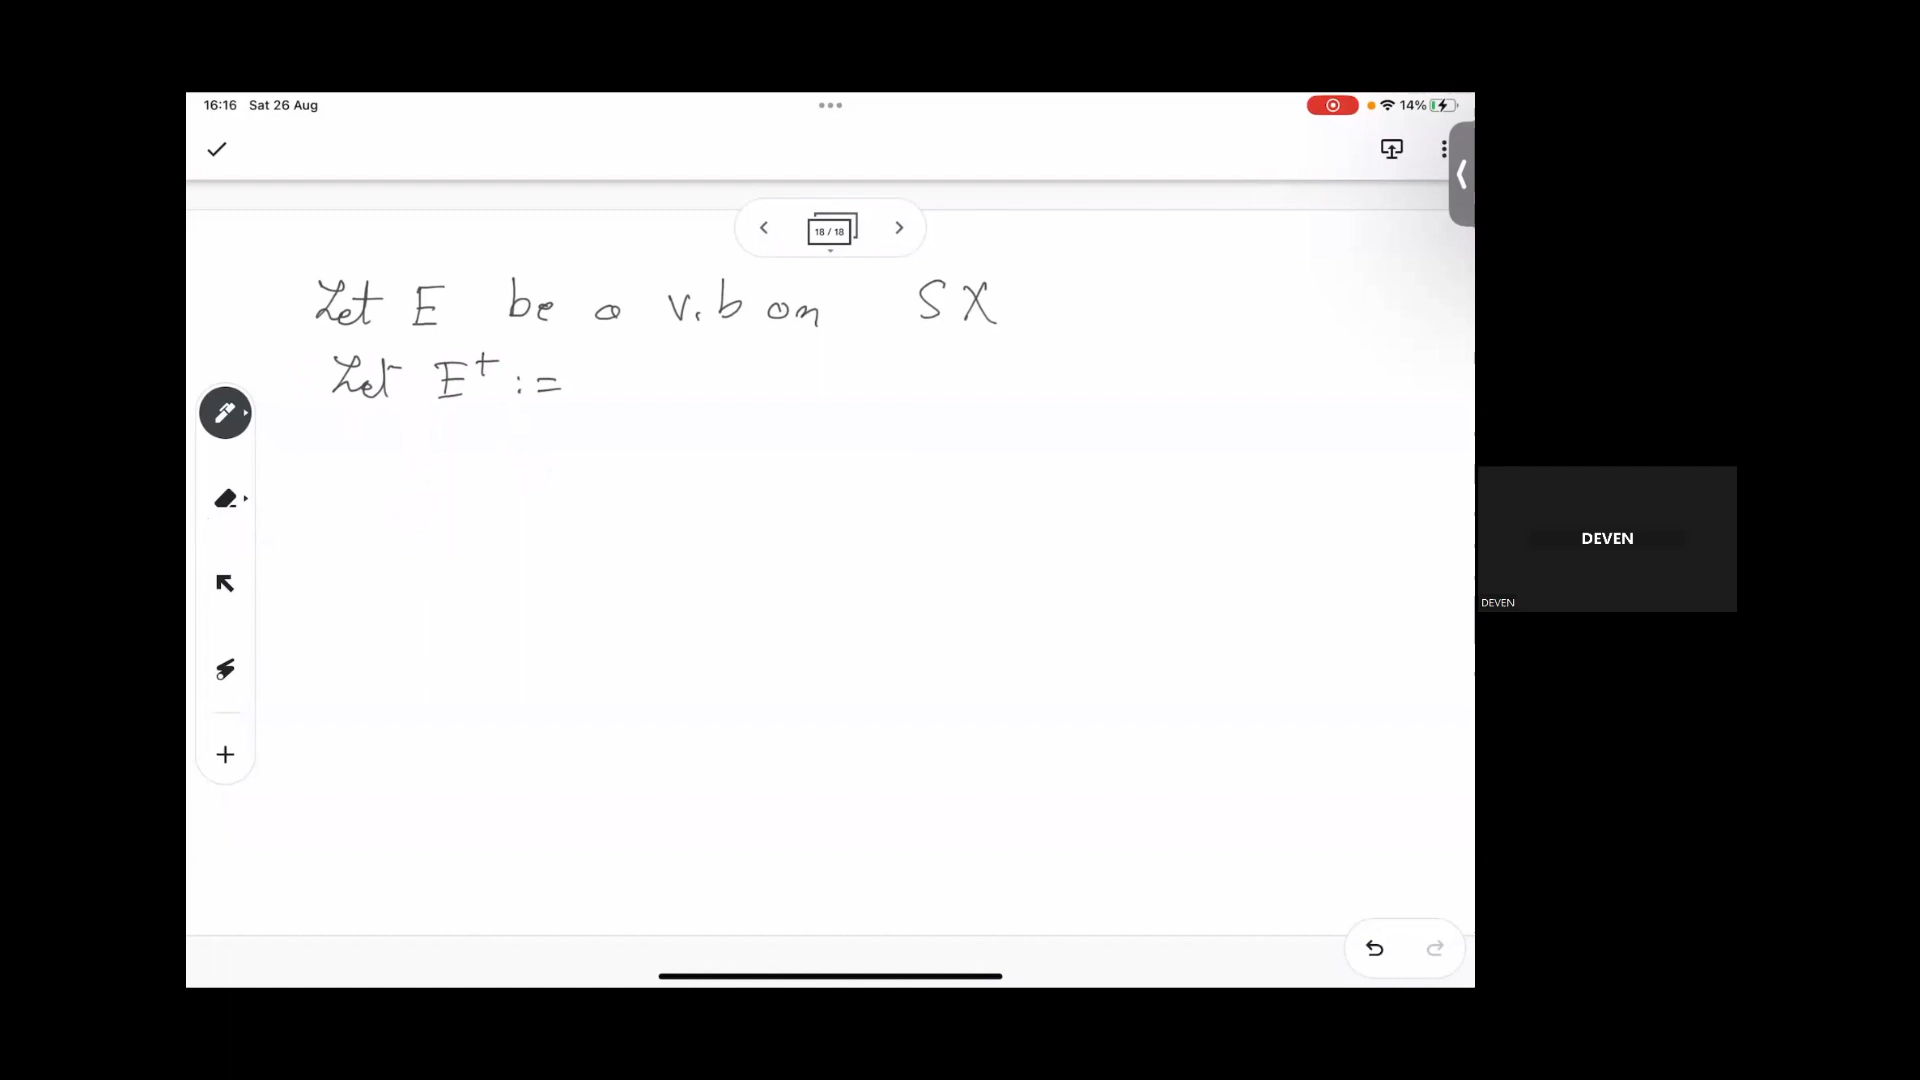 16:16 Sat 26 Aug
14%
18 / 18
Let E be a v.b on SX
Let E⁺ :=
DEVEN
DEVEN